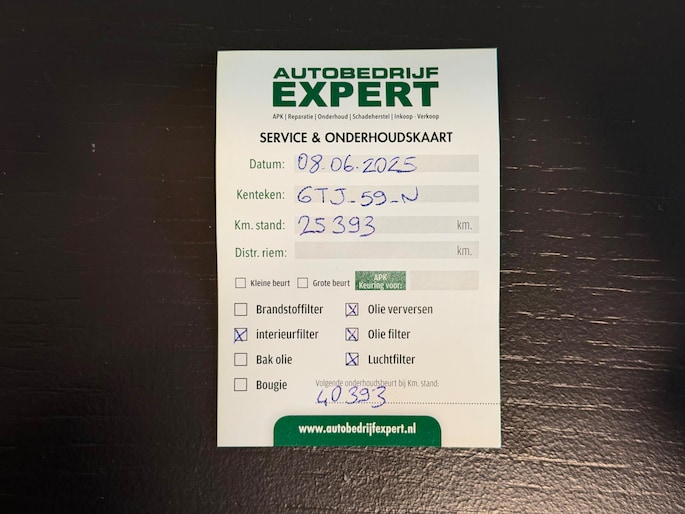 AUTOBEDRIJF
EXPERT
APK | Reparatie | Onderhoud | Schadeherstel | Inkoop - Verkoop
SERVICE & ONDERHOUDSKAART
Datum: 08.06.2025
Kenteken: GTJ-59-N
Km. stand: 25393 km.
Distr. riem: km.
Kleine beurt Grote beurt APK Keuring voor:
Brandstoffilter Olie verversen
interieurfilter Olie filter
Bak olie Luchtfilter
Bougie Volgende onderhoudsbeurt bij Km. stand:
40393
www.autobedrijfexpert.nl